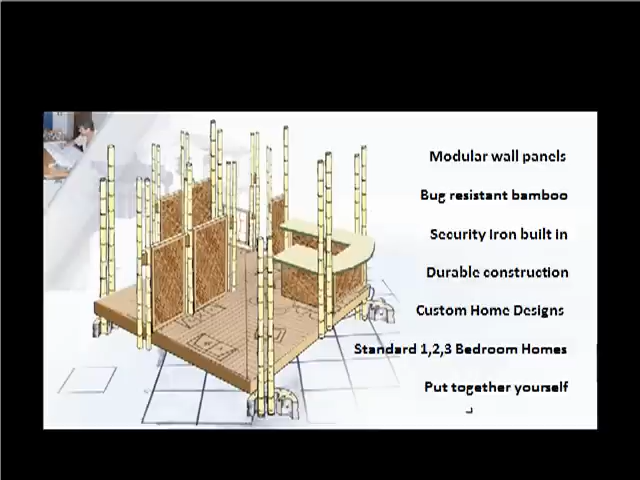 Modular wall panels
Bug resistant bamboo
Security Iron built in
Durable construction
Custom Home Designs
Standard 1,2,3 Bedroom Homes
Put together yourself